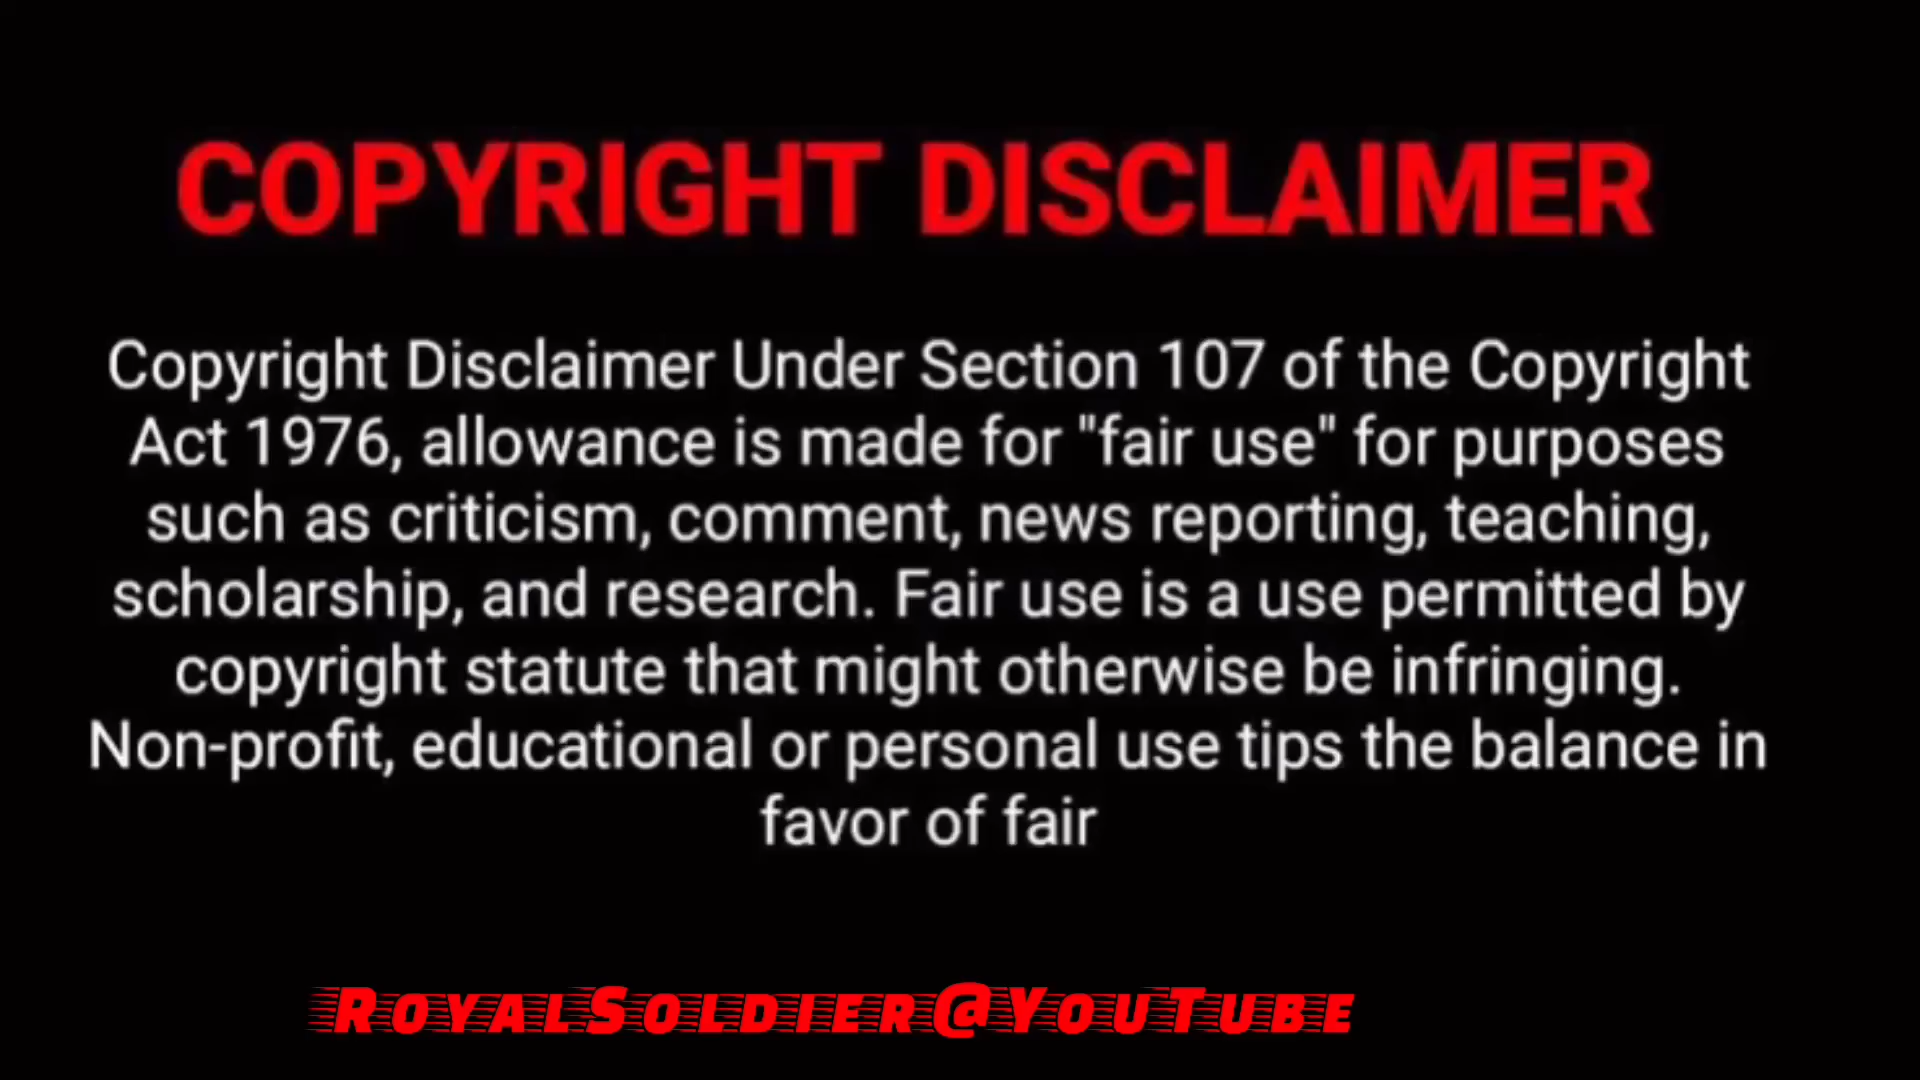 COPYRIGHT DISCLAIMER
Copyright Disclaimer Under Section 107 of the Copyright
Act 1976, allowance is made for "fair use" for purposes
such as criticism, comment, news reporting, teaching,
scholarship, and research. Fair use is a use permitted by
copyright statute that might otherwise be infringing.
Non-profit, educational or personal use tips the balance in
favor of fair
RoyalSoldier@YouTube